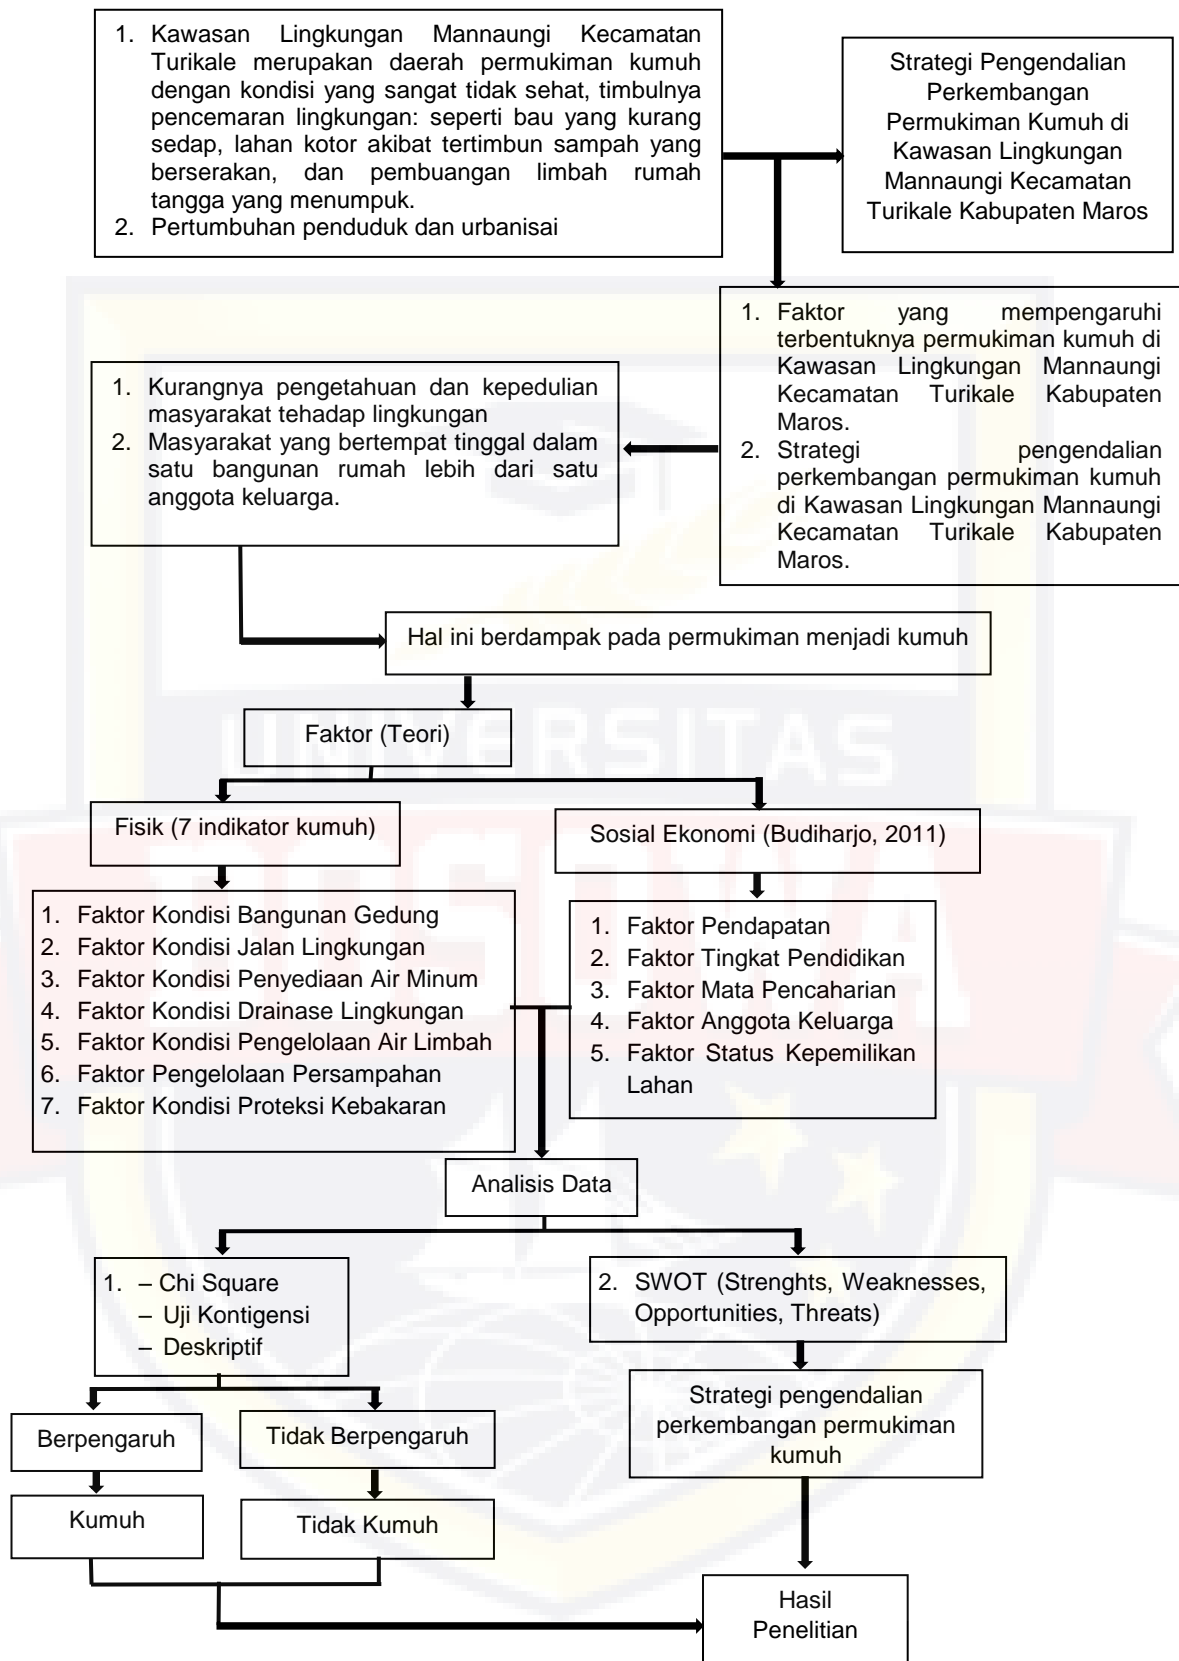 1. Kawasan Lingkungan Mannaungi Kecamatan
Turikale merupakan daerah permukiman kumuh
dengan kondisi yang sangat tidak sehat, timbulnya
pencemaran lingkungan: seperti bau yang kurang
sedap, lahan kotor akibat tertimbun sampah yang
berserakan, dan pembuangan limbah rumah
tangga yang menumpuk.
2. Pertumbuhan penduduk dan urbanisai
Strategi Pengendalian
Perkembangan
Permukiman Kumuh di
Kawasan Lingkungan
Mannaungi Kecamatan
Turikale Kabupaten Maros
1. Faktor yang mempengaruhi
terbentuknya permukiman kumuh di
Kawasan Lingkungan Mannaungi
Kecamatan Turikale Kabupaten
Maros.
2. Strategi pengendalian
perkembangan permukiman kumuh
di Kawasan Lingkungan Mannaungi
Kecamatan Turikale Kabupaten
Maros.
1. Kurangnya pengetahuan dan kepedulian
masyarakat tehadap lingkungan
2. Masyarakat yang bertempat tinggal dalam
satu bangunan rumah lebih dari satu
anggota keluarga.
Hal ini berdampak pada permukiman menjadi kumuh
UNIVERSITAS
Faktor (Teori)
BOSOWA
Fisik (7 indikator kumuh)
Sosial Ekonomi (Budiharjo, 2011)
1. Faktor Kondisi Bangunan Gedung
2. Faktor Kondisi Jalan Lingkungan
3. Faktor Kondisi Penyediaan Air Minum
4. Faktor Kondisi Drainase Lingkungan
5. Faktor Kondisi Pengelolaan Air Limbah
6. Faktor Pengelolaan Persampahan
7. Faktor Kondisi Proteksi Kebakaran
1. Faktor Pendapatan
2. Faktor Tingkat Pendidikan
3. Faktor Mata Pencaharian
4. Faktor Anggota Keluarga
5. Faktor Status Kepemilikan
Lahan
Analisis Data
1. – Chi Square
– Uji Kontigensi
– Deskriptif
2. SWOT (Strenghts, Weaknesses,
Opportunities, Threats)
Berpengaruh
Tidak Berpengaruh
Strategi pengendalian
perkembangan permukiman
kumuh
Kumuh
Tidak Kumuh
Hasil
Penelitian